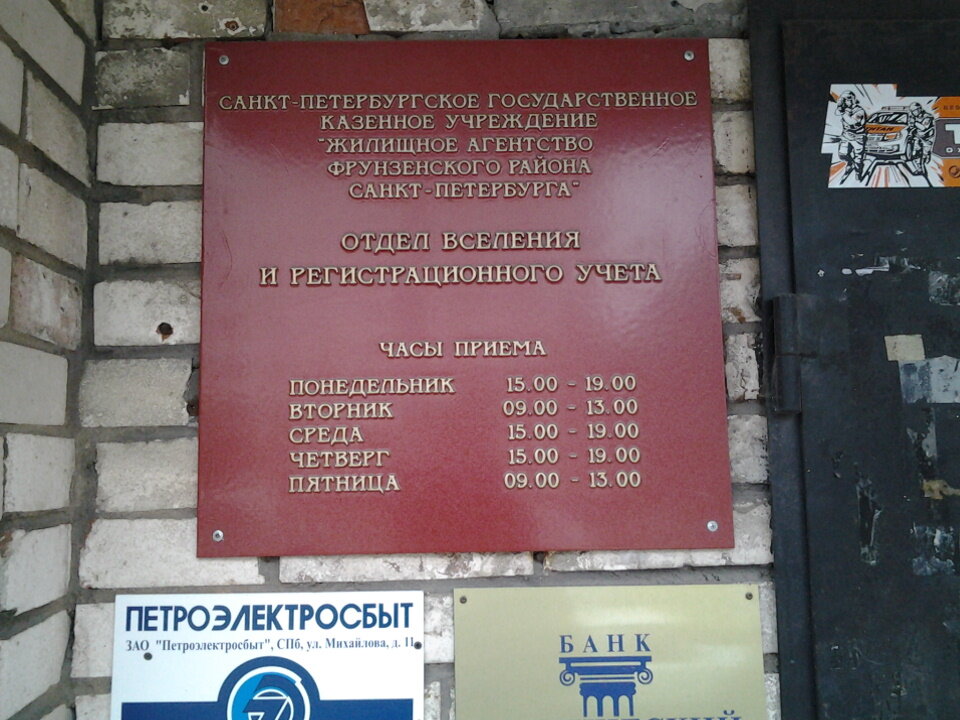 САНКТ-ПЕТЕРБУРГСКОЕ ГОСУДАРСТВЕННОЕ
КАЗЕННОЕ УЧРЕЖДЕНИЕ
"ЖИЛИЩНОЕ АГЕНТСТВО
ФРУНЗЕНСКОГО РАЙОНА
САНКТ-ПЕТЕРБУРГА"
ОТДЕЛ ВСЕЛЕНИЯ
И РЕГИСТРАЦИОННОГО УЧЕТА
ЧАСЫ ПРИЕМА
ПОНЕДЕЛЬНИК 15.00 - 19.00
ВТОРНИК 09.00 - 13.00
СРЕДА 15.00 - 19.00
ЧЕТВЕРГ 15.00 - 19.00
ПЯТНИЦА 09.00 - 13.00
ПЕТРОЭЛЕКТРОСБЫТ
ЗАО "Петроэлектросбыт", СПб, ул. Михайлова, д. 11
БАНК